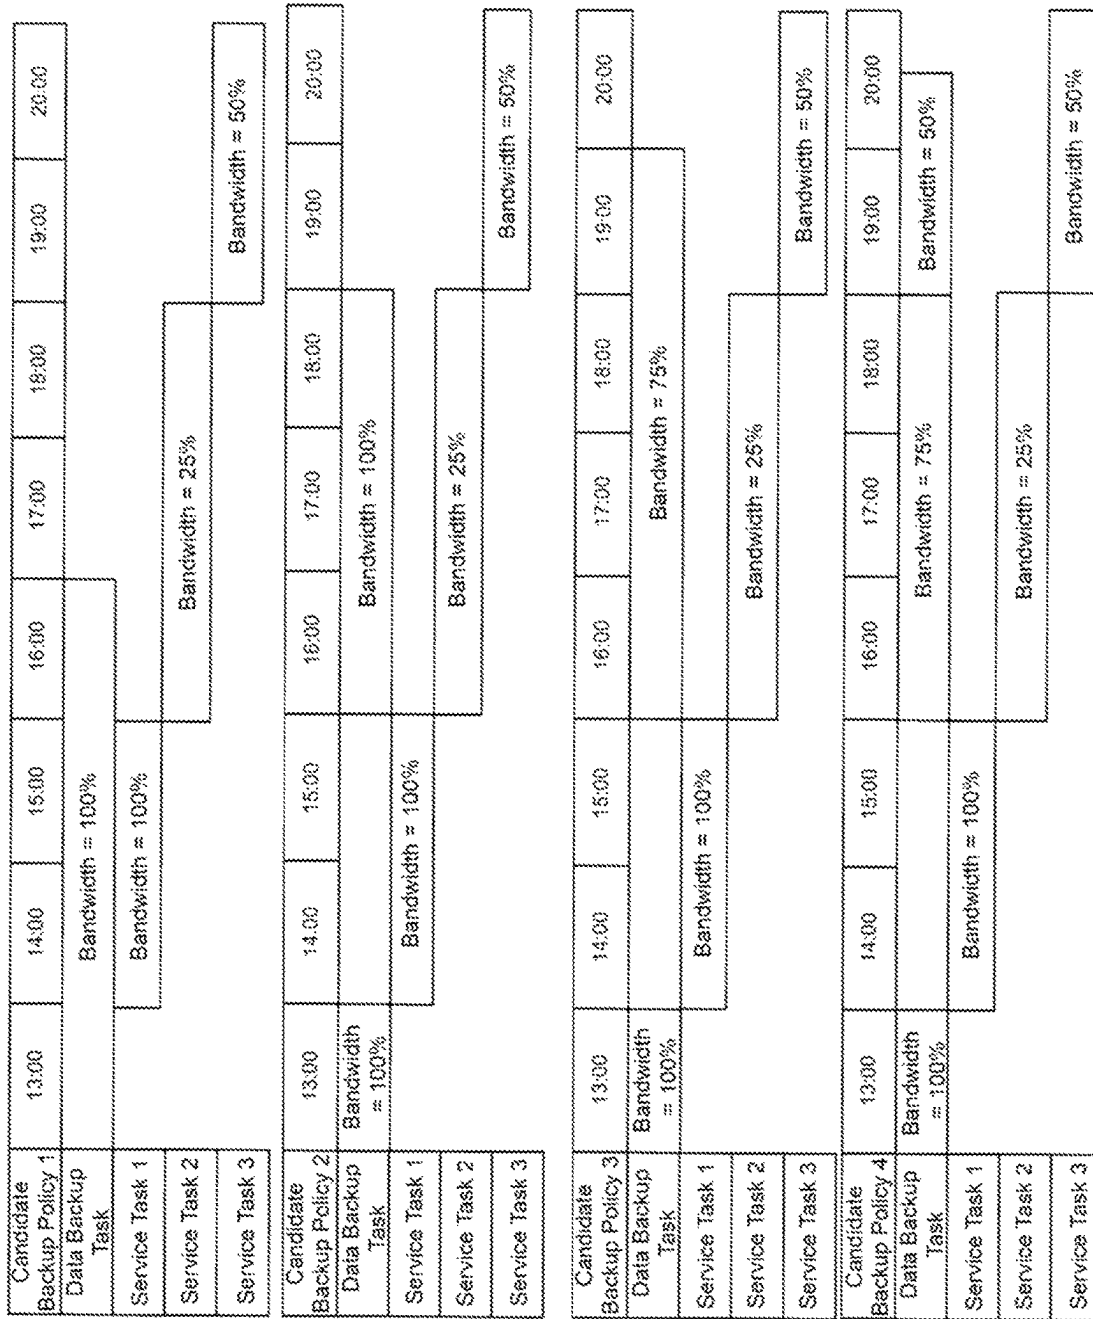 Candidate
Backup Policy 1
13:00
14:00
15:00
16:00
17:00
18:00
19:00
20:00
Data Backup
Task
Bandwidth = 100%
Service Task 1
Bandwidth = 100%
Service Task 2
Bandwidth = 25%
Service Task 3
Bandwidth = 50%
Candidate
Backup Policy 2
13:00
14:00
15:00
16:00
17:00
18:00
19:00
20:00
Data Backup
Task
Bandwidth
= 100%
Bandwidth = 100%
Service Task 1
Bandwidth = 100%
Service Task 2
Bandwidth = 25%
Service Task 3
Bandwidth = 50%
Candidate
Backup Policy 3
13:00
14:00
15:00
16:00
17:00
18:00
19:00
20:00
Data Backup
Task
Bandwidth
= 100%
Bandwidth = 75%
Service Task 1
Bandwidth = 100%
Service Task 2
Bandwidth = 25%
Service Task 3
Bandwidth = 50%
Candidate
Backup Policy 4
13:00
14:00
15:00
16:00
17:00
18:00
19:00
20:00
Data Backup
Task
Bandwidth
= 100%
Bandwidth = 75%
Bandwidth = 50%
Service Task 1
Bandwidth = 100%
Service Task 2
Bandwidth = 25%
Service Task 3
Bandwidth = 50%